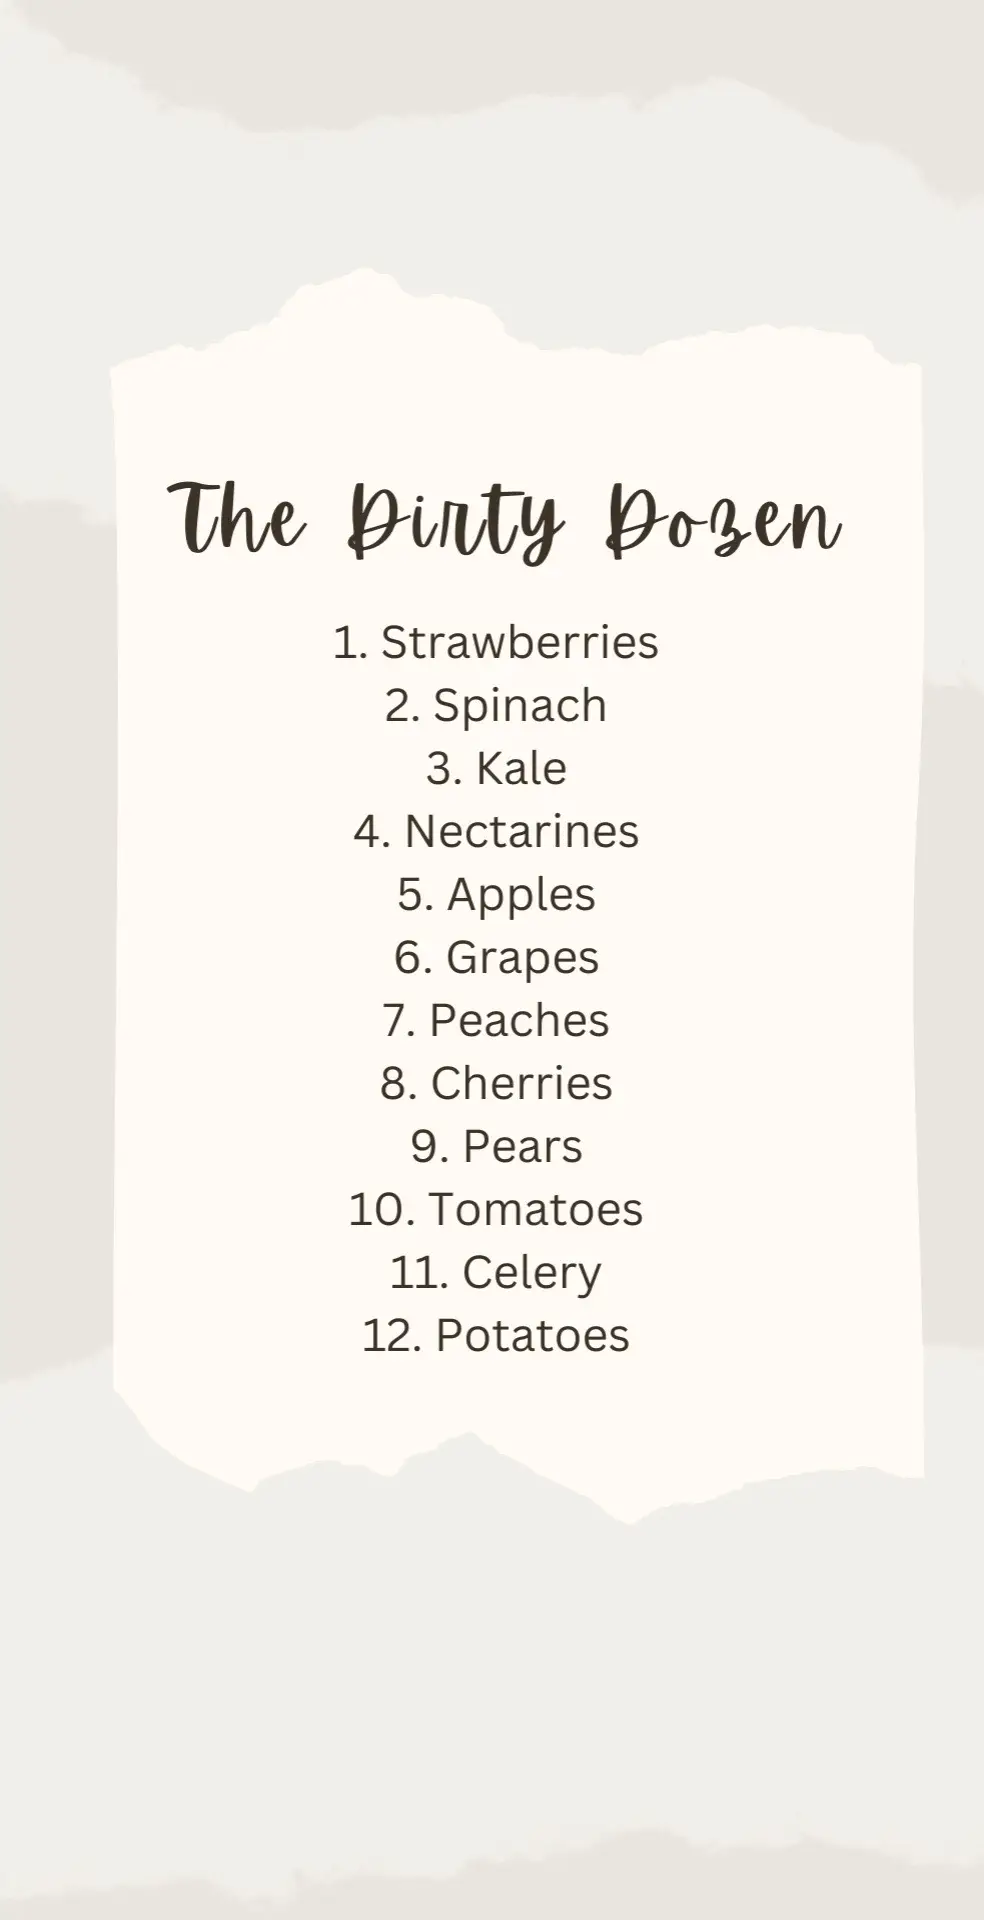 The Dirty Dozen
1. Strawberries
2. Spinach
3. Kale
4. Nectarines
5. Apples
6. Grapes
7. Peaches
8. Cherries
9. Pears
10. Tomatoes
11. Celery
12. Potatoes